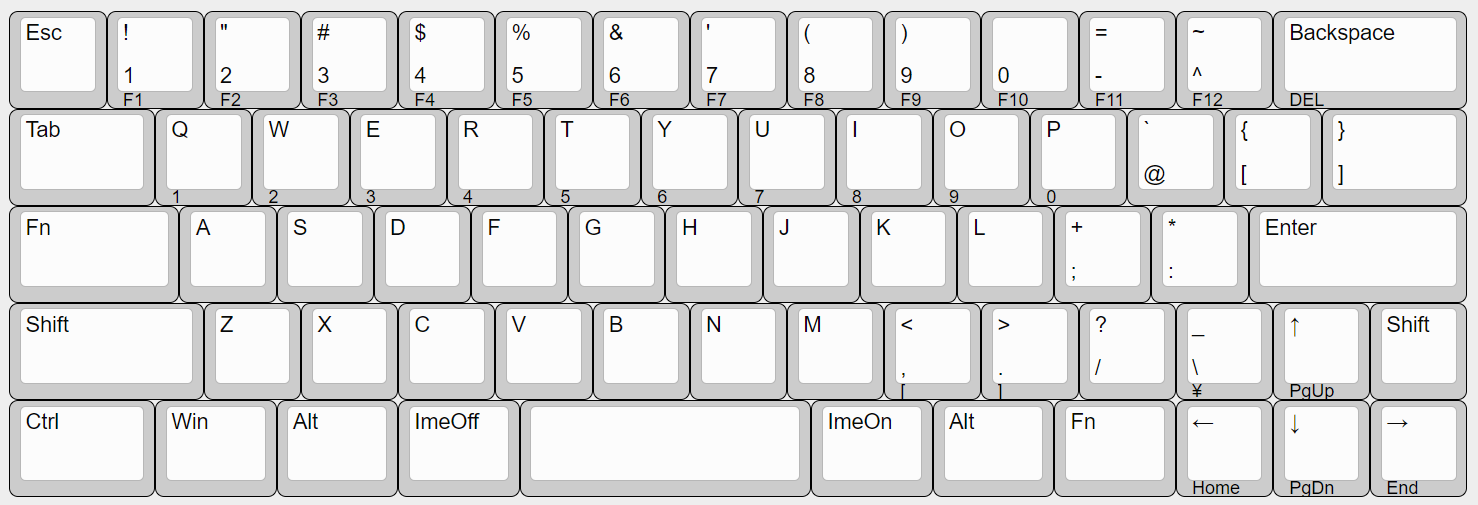 Esc ! " # $ % & ' ( ) = ~ Backspace
1 2 3 4 5 6 7 8 9 0 - ^
F1 F2 F3 F4 F5 F6 F7 F8 F9 F10 F11 F12 DEL
Tab Q W E R T Y U I O P ` { }
@ [ ]
1 2 3 4 5 6 7 8 9 0
Fn A S D F G H J K L + * Enter
; :
Shift Z X C V B N M < > ? _ ↑ Shift
, . / \
[ ] ¥ PgUp
Ctrl Win Alt ImeOff ImeOn Alt Fn ← ↓ →
Home PgDn End